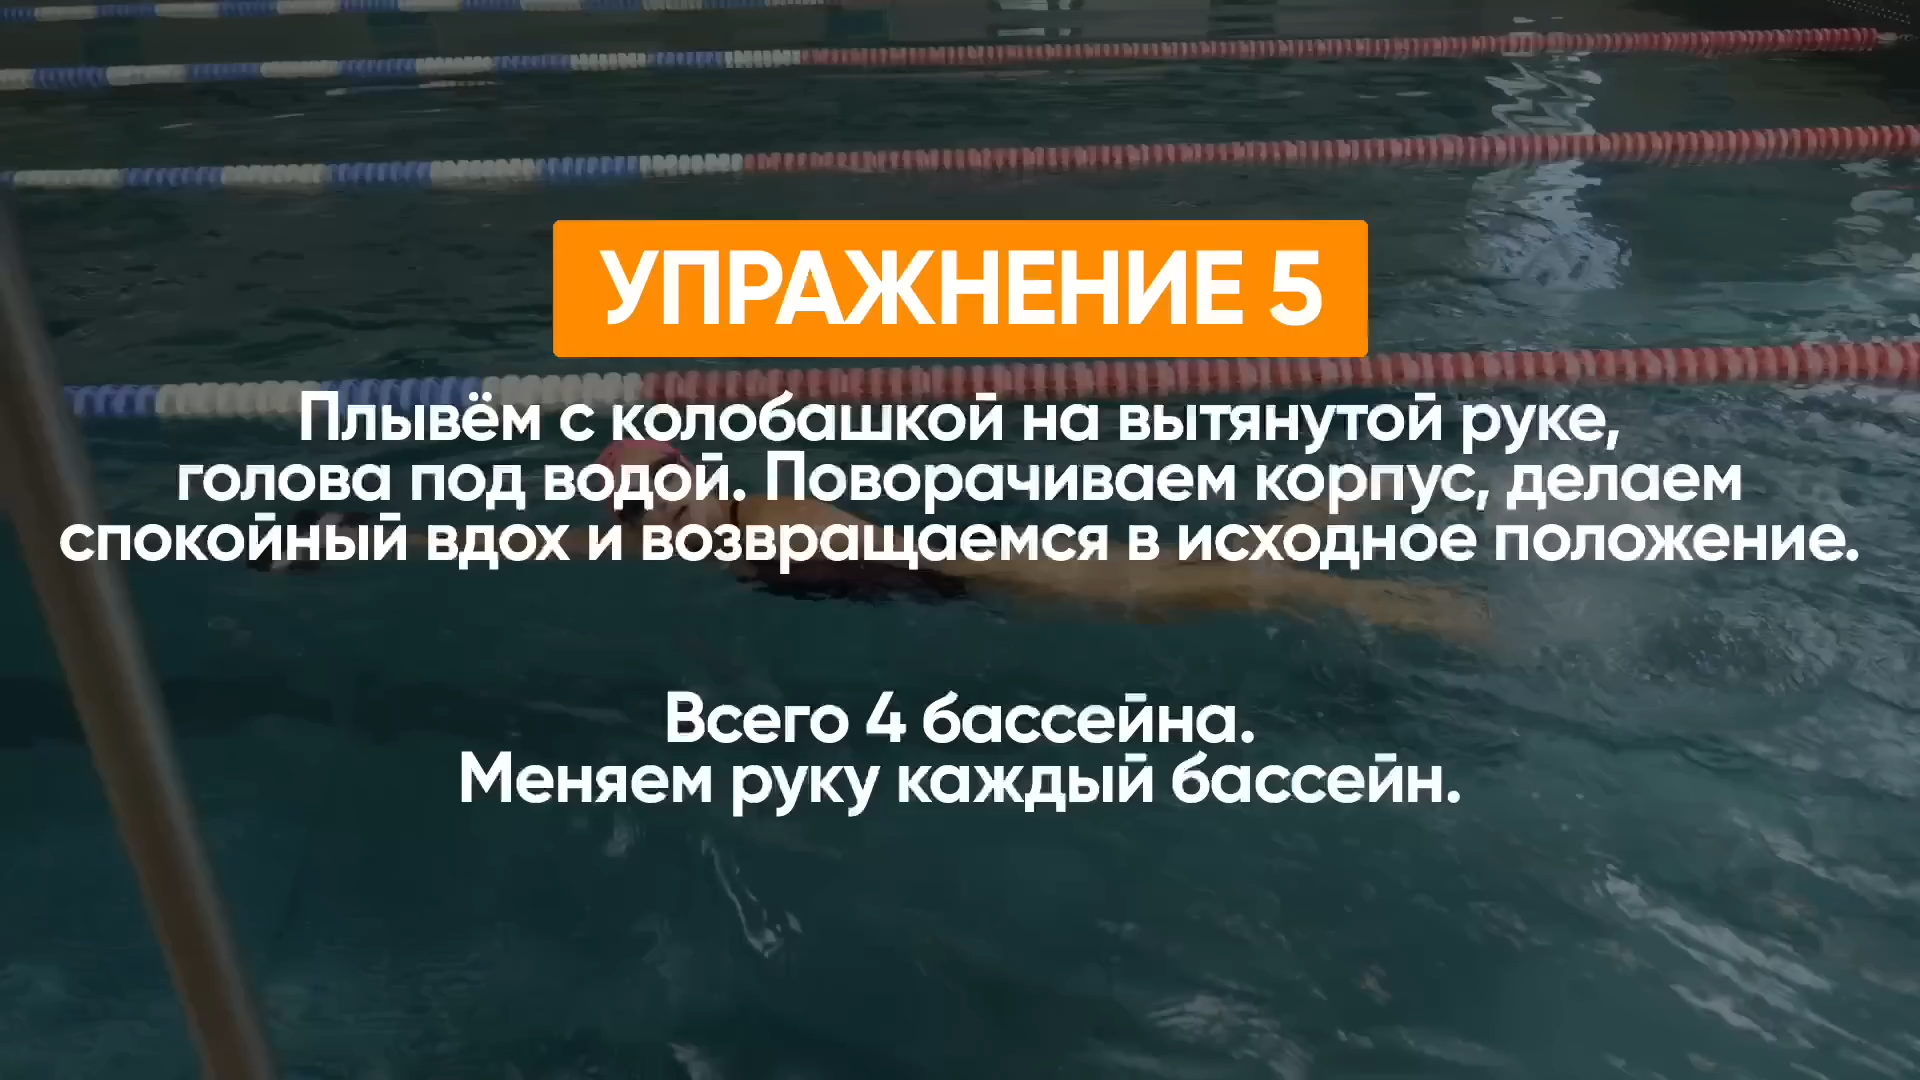 УПРАЖНЕНИЕ 5
Плывём с колобашкой на вытянутой руке,
голова под водой. Поворачиваем корпус, делаем
спокойный вдох и возвращаемся в исходное положение.
Всего 4 бассейна.
Меняем руку каждый бассейн.